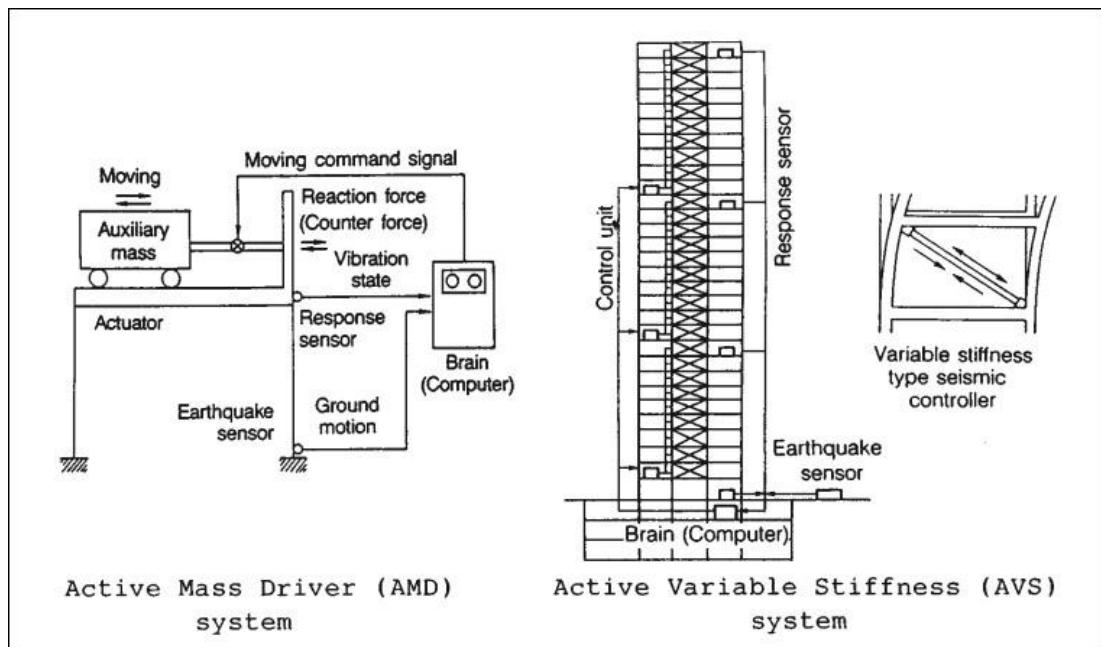 Moving command signal
Moving
Auxiliary
mass
Reaction force
(Counter force)
Vibration
state
Actuator
Response
sensor
Brain
(Computer)
Earthquake
sensor
Ground
motion
Active Mass Driver (AMD)
system
Control unit
Response sensor
Variable stiffness
type seismic
controller
Earthquake
sensor
Brain (Computer)
Active Variable Stiffness (AVS)
system